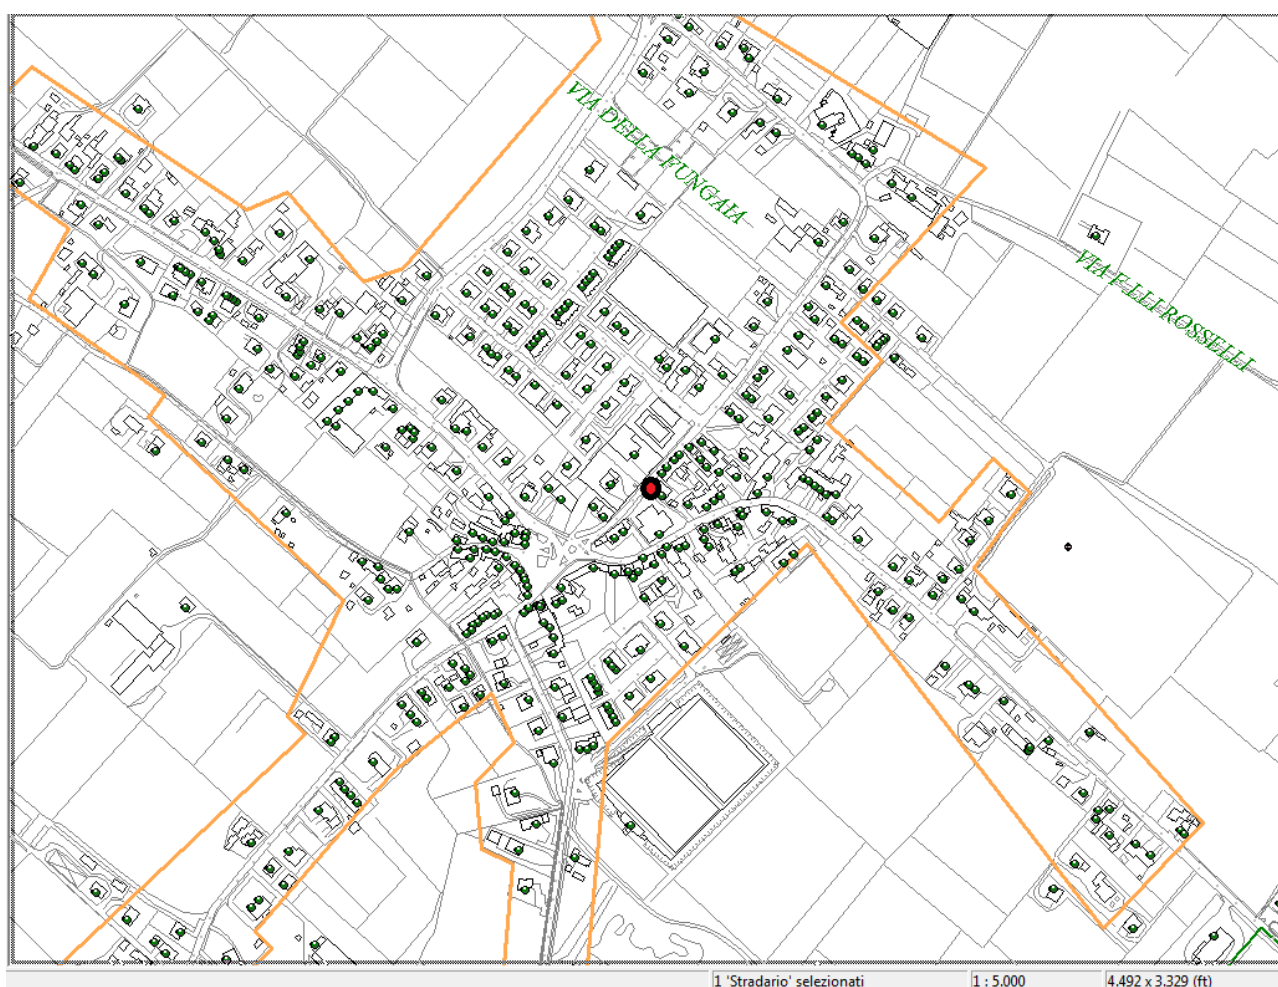 VIA DELLA FUNGAIA
VIA F.LLI ROSSELLI
1 'Stradario' selezionati
1 : 5.000
4.492 x 3.329 (ft)